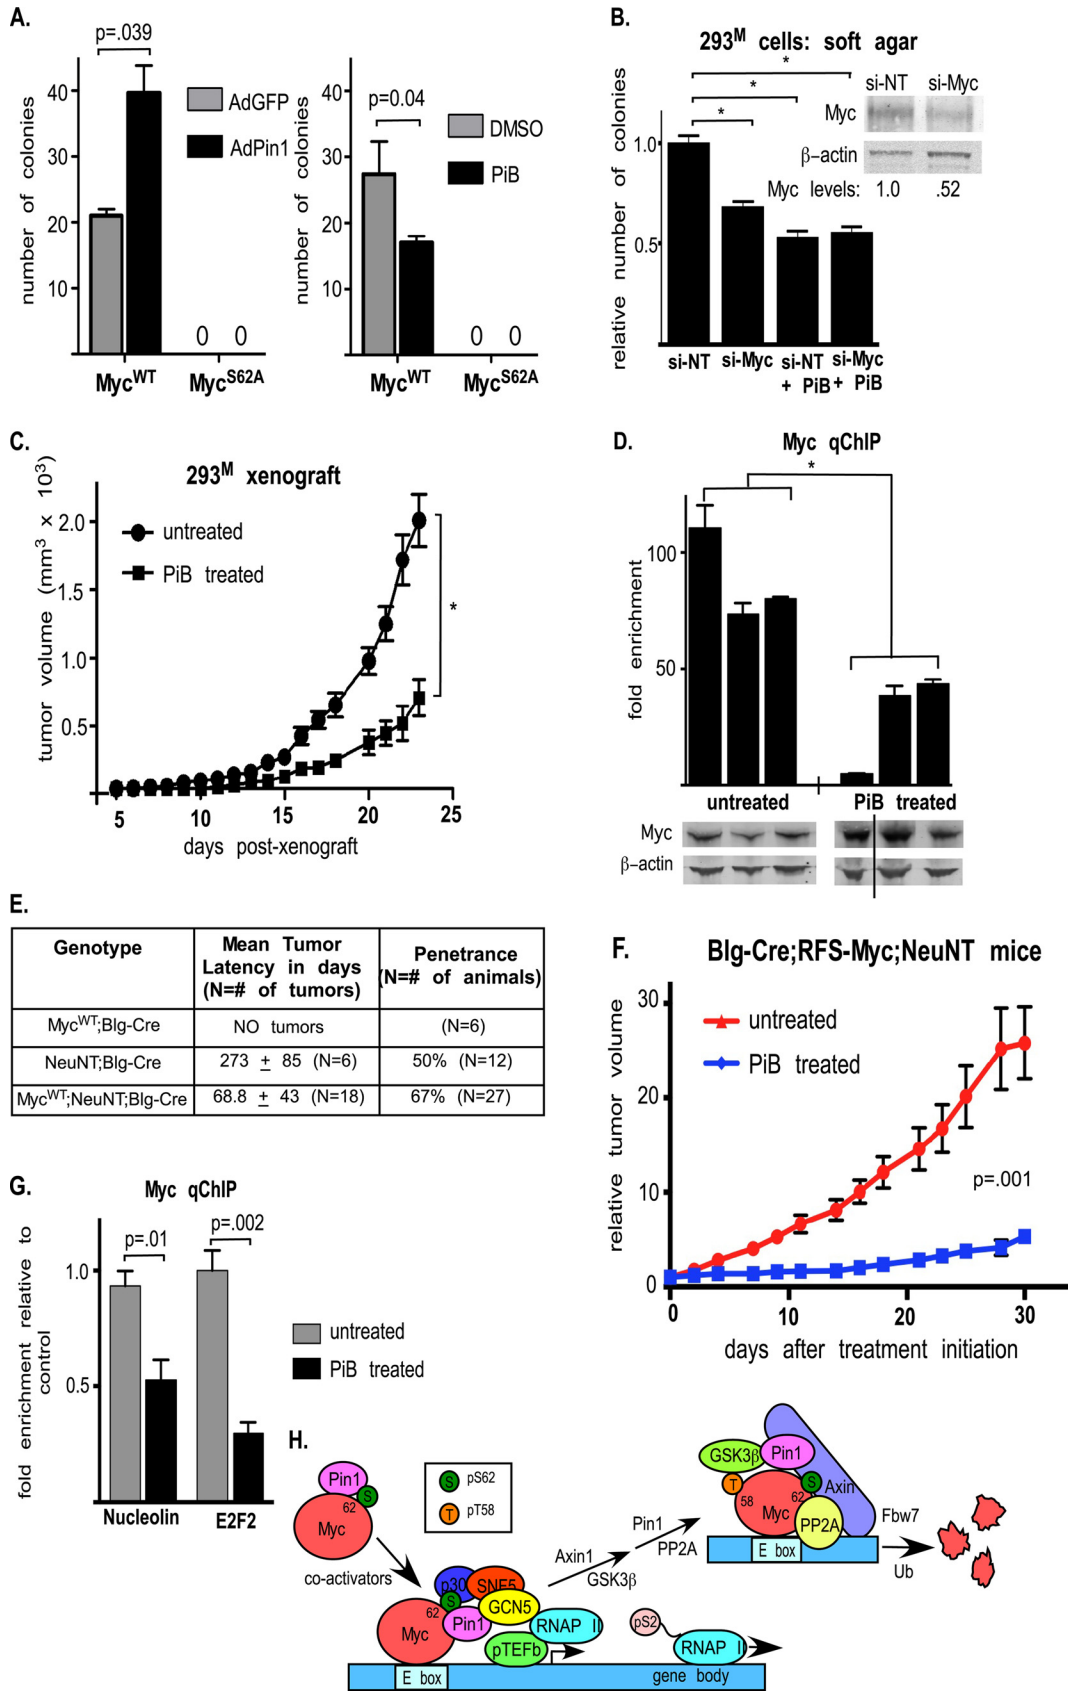 A.
p=.039
number of colonies
40
30
20
10
AdGFP
AdPin1
0 0
Myc^WT Myc^S62A
p=0.04
number of colonies
40
30
20
10
DMSO
PiB
0 0
Myc^WT Myc^S62A
B.
293^M cells: soft agar
relative number of colonies
1.0
0.5
*
*
*
si-NT si-Myc
Myc
β-actin
Myc levels: 1.0 .52
si-NT si-Myc si-NT + PiB si-Myc + PiB
C.
293^M xenograft
tumor volume (mm³ x 10³)
2.0
1.5
1.0
0.5
untreated
PiB treated
*
5 10 15 20 25
days post-xenograft
D.
Myc qChIP
*
fold enrichment
100
50
untreated PiB treated
Myc
β-actin
E.
Genotype Mean Tumor Latency in days (N=# of tumors) Penetrance (N=# of animals)
Myc^WT;Blg-Cre NO tumors (N=6)
NeuNT;Blg-Cre 273 ± 85 (N=6) 50% (N=12)
Myc^WT;NeuNT;Blg-Cre 68.8 ± 43 (N=18) 67% (N=27)
F.
Blg-Cre;RFS-Myc;NeuNT mice
relative tumor volume
30
20
10
0
untreated
PiB treated
p=.001
0 10 20 30
days after treatment initiation
G.
Myc qChIP
fold enrichment relative to control
1.0
0.5
p=.01
p=.002
untreated
PiB treated
Nucleolin E2F2
H.
Pin1
S
62
Myc
S pS62
T pT58
co-activators
p30
SNF5
S
62
GCN5
Myc
Pin1
RNAP II
pTEFb
E box
pS2
RNAP II
gene body
Axin1
GSK3β
Pin1
PP2A
GSK3β
Pin1
T
S
58
62
Myc
Axin
PP2A
E box
Fbw7
Ub